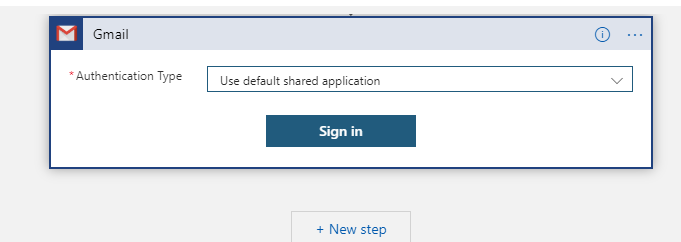 Gmail
*Authentication Type
Use default shared application
Sign in
+ New step